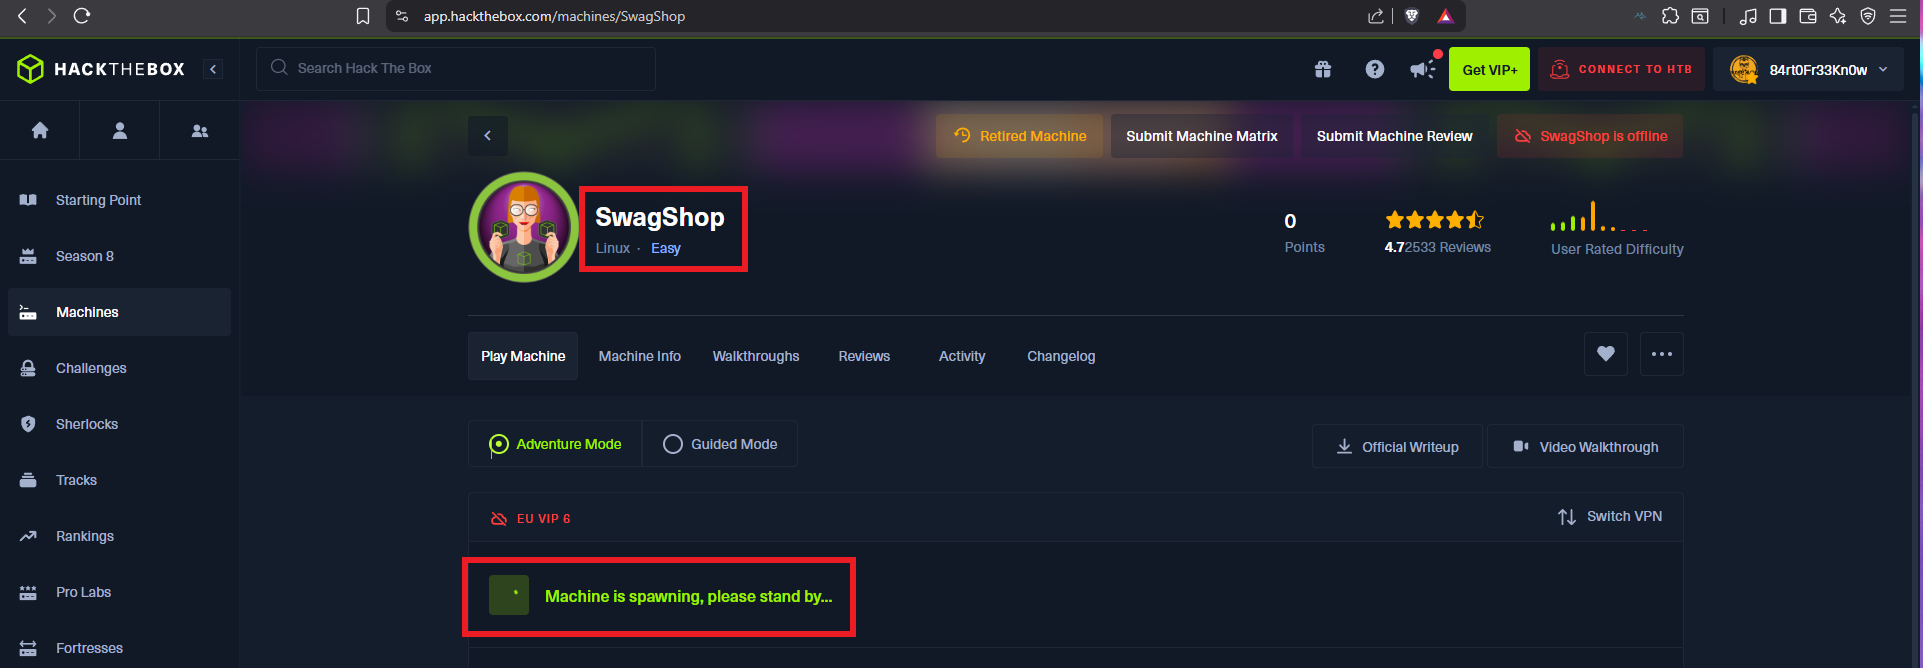 app.hackthebox.com/machines/SwagShop
HACKTHEBOX
Search Hack The Box
Get VIP+
CONNECT TO HTB
84rt0Fr33Kn0w
Retired Machine
Submit Machine Matrix
Submit Machine Review
SwagShop is offline
Starting Point
Season 8
Machines
Challenges
Sherlocks
Tracks
Rankings
Pro Labs
Fortresses
SwagShop
Linux · Easy
0
Points
4.72533 Reviews
User Rated Difficulty
Play Machine
Machine Info
Walkthroughs
Reviews
Activity
Changelog
Adventure Mode
Guided Mode
Official Writeup
Video Walkthrough
EU VIP 6
Switch VPN
Machine is spawning, please stand by...